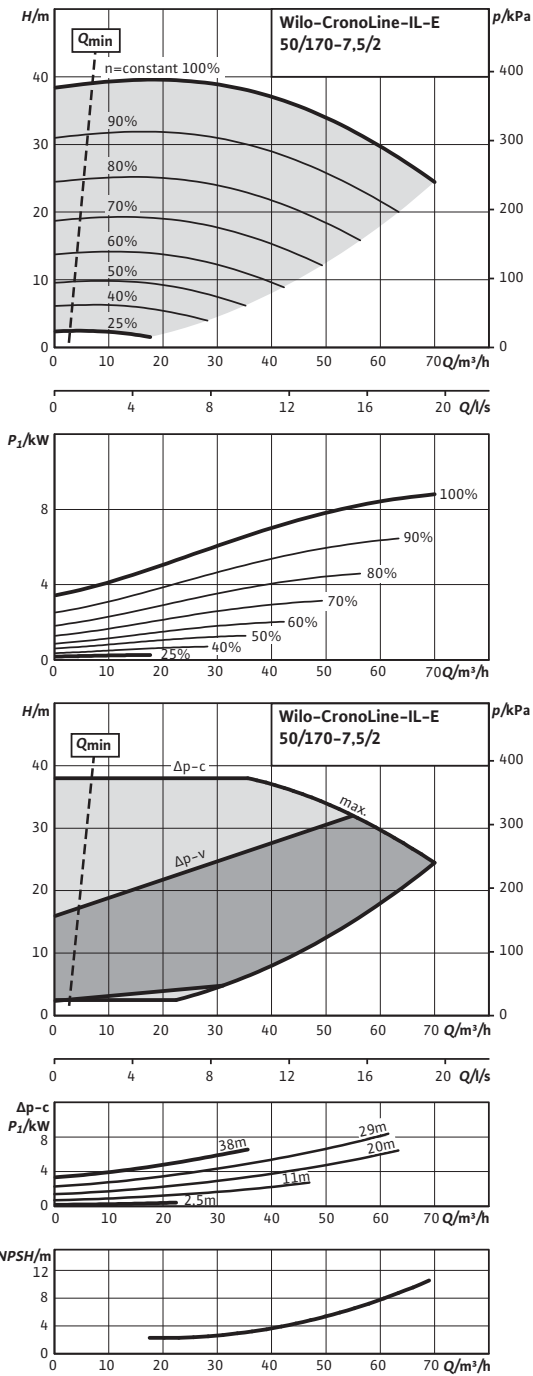 H/m
Wilo-CronoLine-IL-E
50/170-7,5/2
p/kPa
Qmin
n=constant 100%
40
400
90%
30
300
80%
70%
20
200
60%
50%
10
100
40%
25%
0
0
0 10 20 30 40 50 60 70 Q/m³/h
0 4 8 12 16 20 Q/l/s
P1/kW
100%
8
90%
80%
4
70%
60%
50%
40%
25%
0
0 10 20 30 40 50 60 70 Q/m³/h
H/m
Wilo-CronoLine-IL-E
50/170-7,5/2
p/kPa
Qmin
400
40
Δp-c
max.
30
300
Δp-v
20
200
10
100
0
0
0 10 20 30 40 50 60 70 Q/m³/h
0 4 8 12 16 20 Q/l/s
Δp-c
P1/kW
8
29m
38m
20m
4
11m
2.5m
0
0 10 20 30 40 50 60 70 Q/m³/h
NPSH/m
12
8
4
0
0 10 20 30 40 50 60 70 Q/m³/h